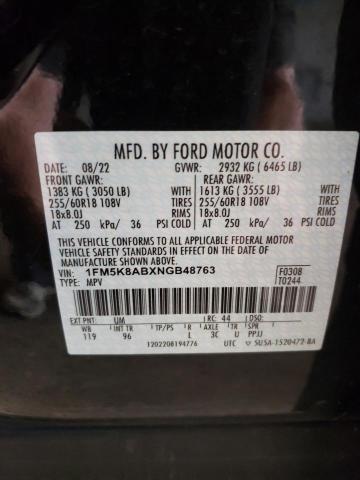 MFD. BY FORD MOTOR CO.
DATE: 08/22 GVWR: 2932 KG ( 6465 LB)
FRONT GAWR: REAR GAWR:
1383 KG ( 3050 LB) 1613 KG ( 3555 LB)
255/60R18 108V TIRES 255/60R18 108V TIRES
18x8.0J RIMS 18x8.0J RIMS
AT 250 kPa/ 36 PSI COLD AT 250 kPa/ 36 PSI COLD
THIS VEHICLE CONFORMS TO ALL APPLICABLE FEDERAL MOTOR
VEHICLE SAFETY STANDARDS IN EFFECT ON THE DATE OF
MANUFACTURE SHOWN ABOVE.
VIN: 1FM5K8ABXNGB48763 F0308
TYPE: MPV T0244
EXT PNT: UM RC: 44 DSO:
WB INT TR TP/PS R AXLE TR SPR
119 96 L 3C U PPJJ
1202208194776 UTC SU5A-1520472-BA